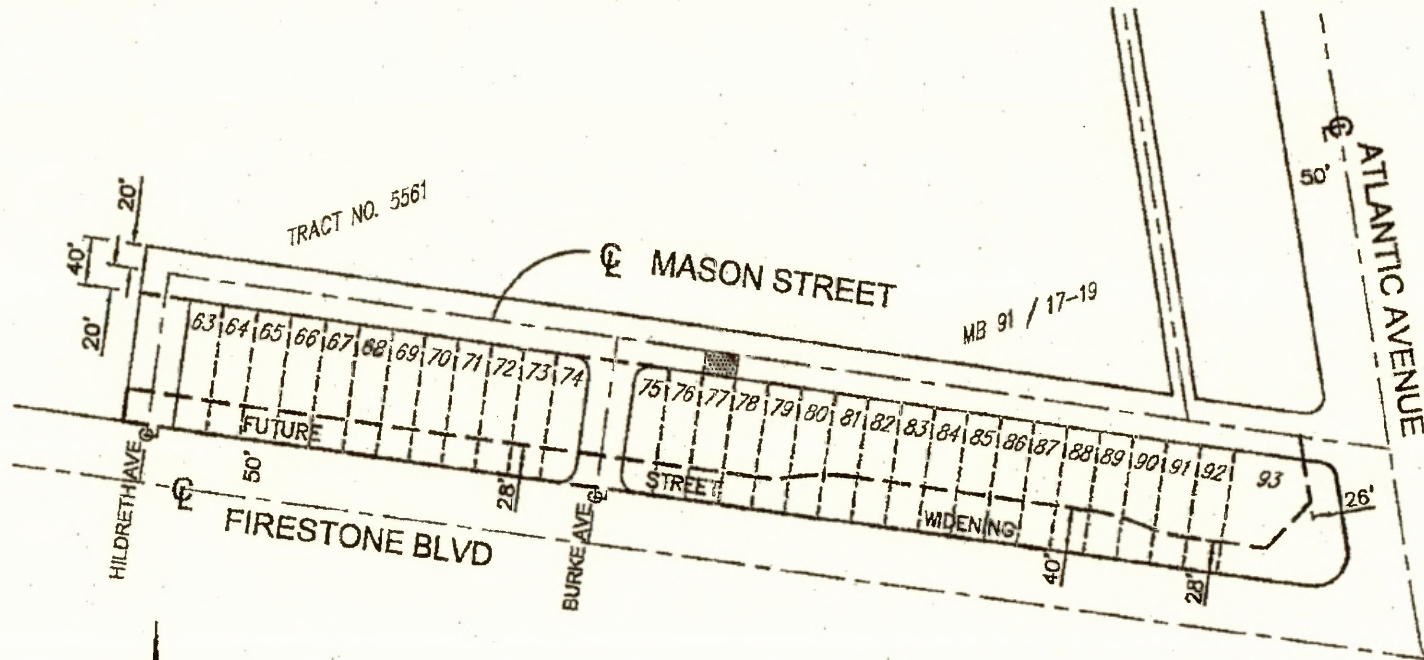 20'
40'
20'
TRACT NO. 5561
℄ MASON STREET
MB 91 / 17-19
50'
℄ ATLANTIC AVENUE
63 64 65 66 67 68 69 70 71 72 73 74
75 76 77 78 79 80 81 82 83 84 85 86 87 88 89 90 91 92 93
FUTURE
STREET
WIDENING
26'
50'
28'
40'
28'
HILDRETH AVE ℄
℄ FIRESTONE BLVD
BURKE AVE ℄